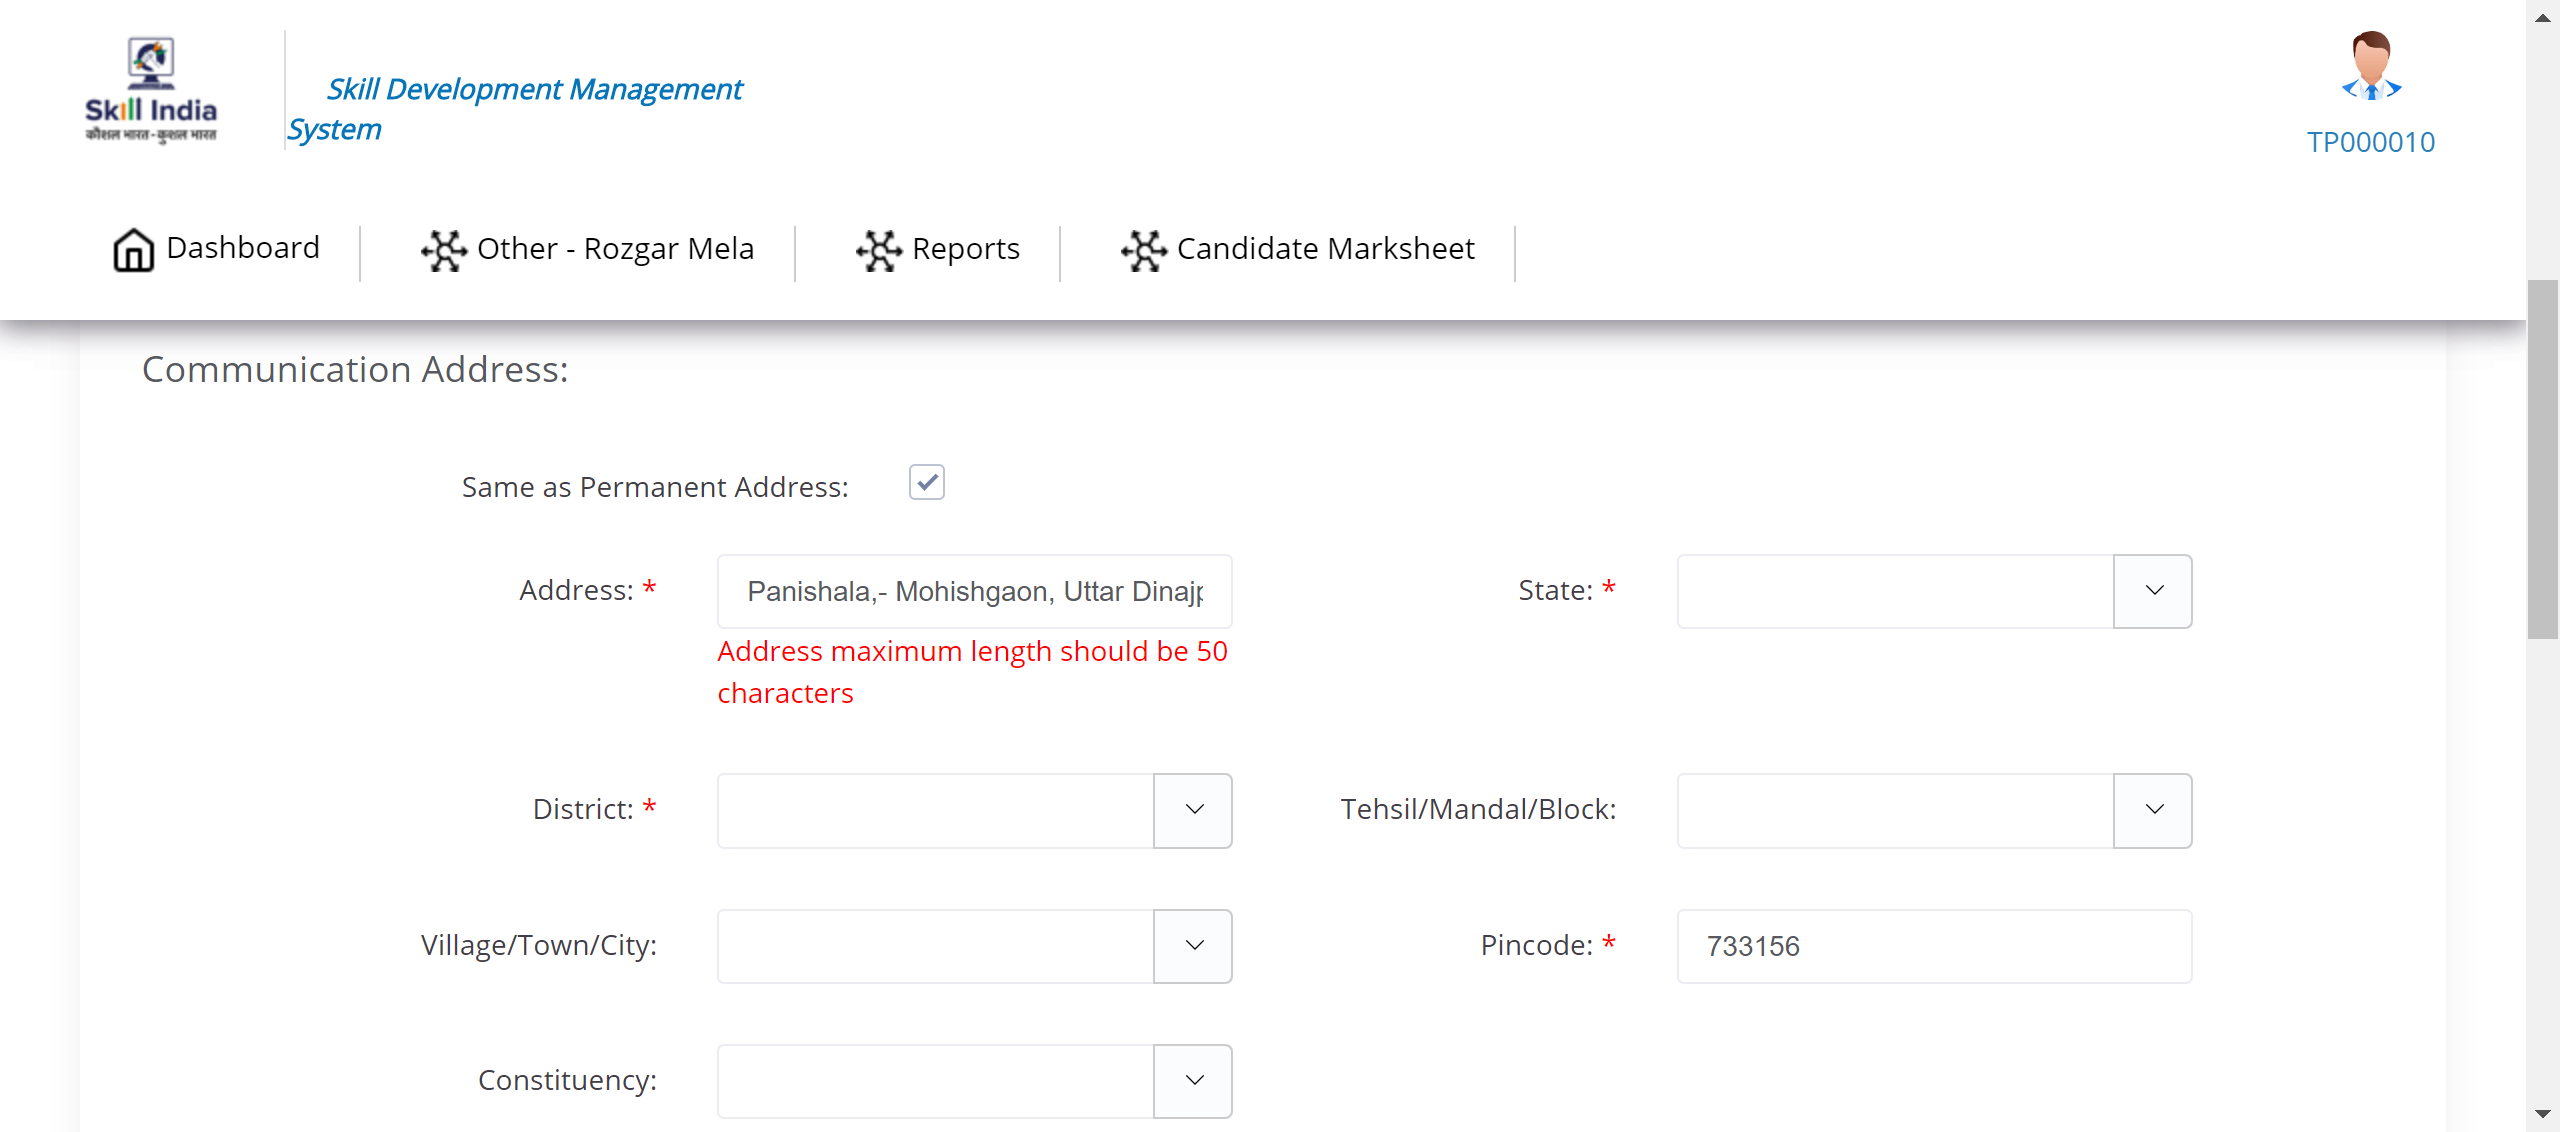 Skill India
कौशल भारत-कुशल भारत
Skill Development Management
System
TP000010
Dashboard
Other - Rozgar Mela
Reports
Candidate Marksheet
Communication Address:
Same as Permanent Address:
Address: *
Panishala,- Mohishgaon, Uttar Dinajp
State: *
Address maximum length should be 50
characters
District: *
Tehsil/Mandal/Block:
Village/Town/City:
Pincode: *
733156
Constituency: